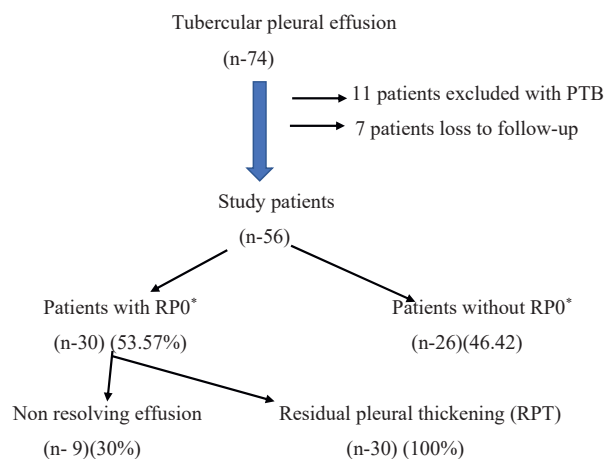 Tubercular pleural effusion
(n-74)
11 patients excluded with PTB
7 patients loss to follow-up
Study patients
(n-56)
Patients with RP0*
Patients without RP0*
(n-30) (53.57%)
(n-26)(46.42)
Non resolving effusion
Residual pleural thickening (RPT)
(n- 9)(30%)
(n-30) (100%)